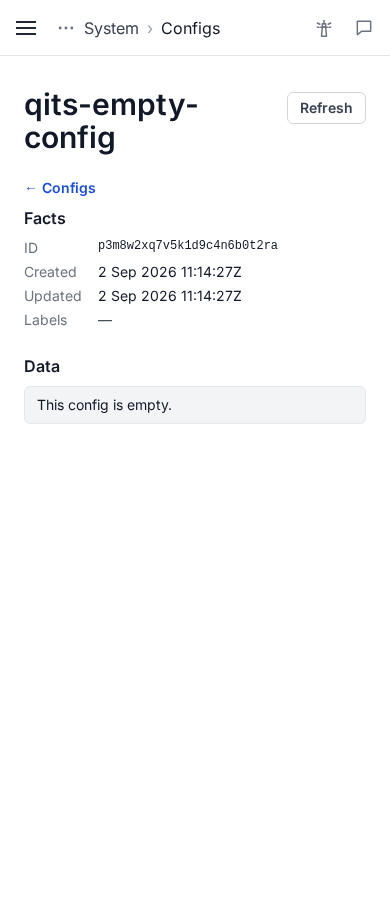 ··· System › Configs
qits-empty-
config
Refresh
← Configs
Facts
ID p3m8w2xq7v5k1d9c4n6b0t2ra
Created 2 Sep 2026 11:14:27Z
Updated 2 Sep 2026 11:14:27Z
Labels —
Data
This config is empty.